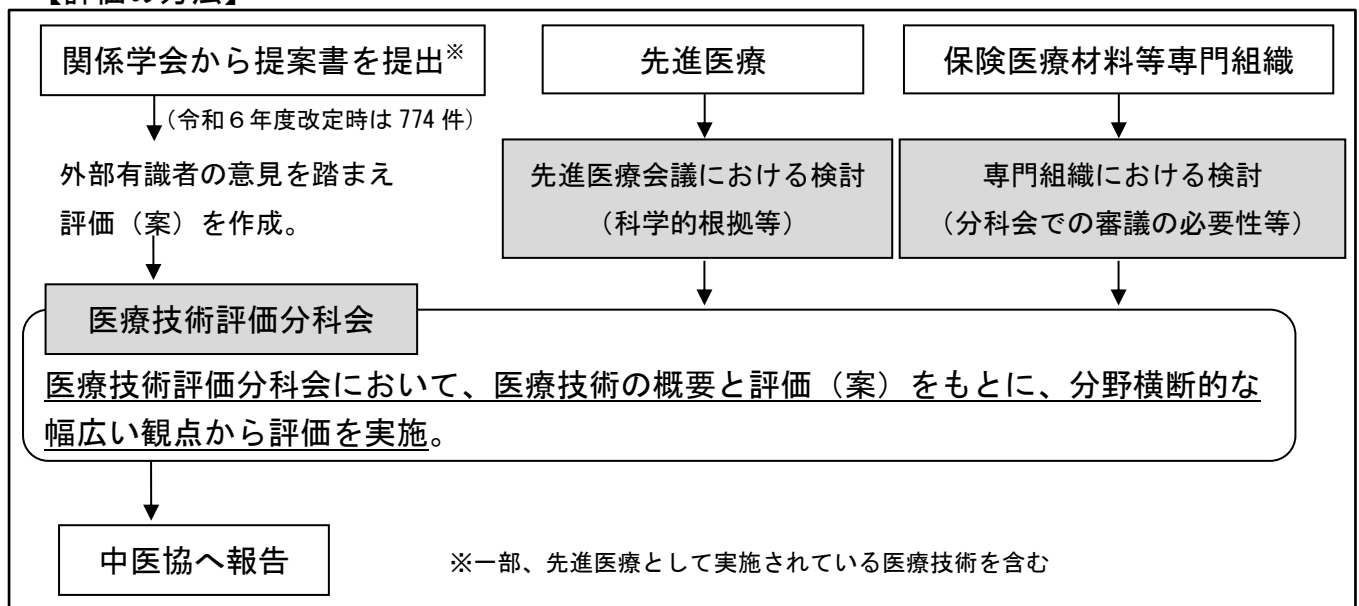 【評価の方法】
関係学会から提案書を提出※
先進医療
保険医療材料等専門組織
（令和６年度改定時は 774 件）
外部有識者の意見を踏まえ
評価（案）を作成。
先進医療会議における検討
（科学的根拠等）
専門組織における検討
（分科会での審議の必要性等）
医療技術評価分科会
医療技術評価分科会において、医療技術の概要と評価（案）をもとに、分野横断的な
幅広い観点から評価を実施。
中医協へ報告
※一部、先進医療として実施されている医療技術を含む